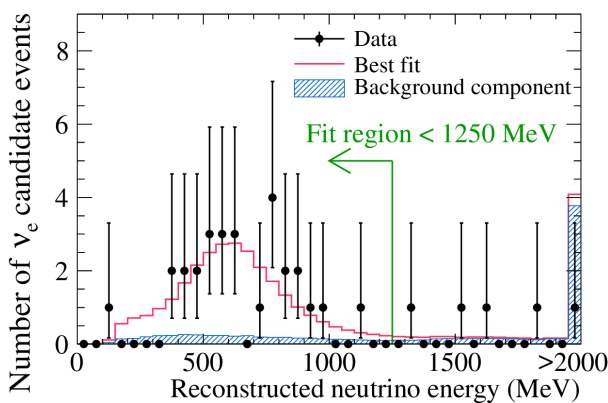 Number of νe candidate events
8
6
4
2
0
Data
Best fit
Background component
Fit region < 1250 MeV
0 500 1000 1500 >2000
Reconstructed neutrino energy (MeV)